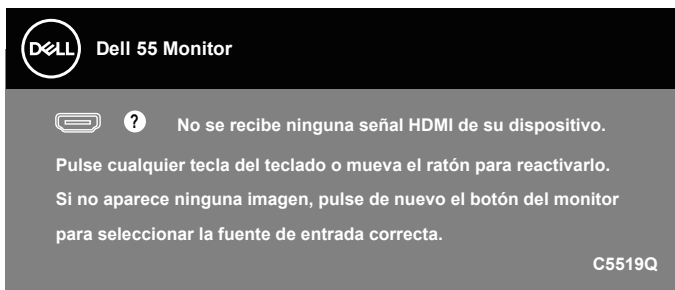 DELL Dell 55 Monitor
? No se recibe ninguna señal HDMI de su dispositivo.
Pulse cualquier tecla del teclado o mueva el ratón para reactivarlo.
Si no aparece ninguna imagen, pulse de nuevo el botón del monitor
para seleccionar la fuente de entrada correcta.
C5519Q